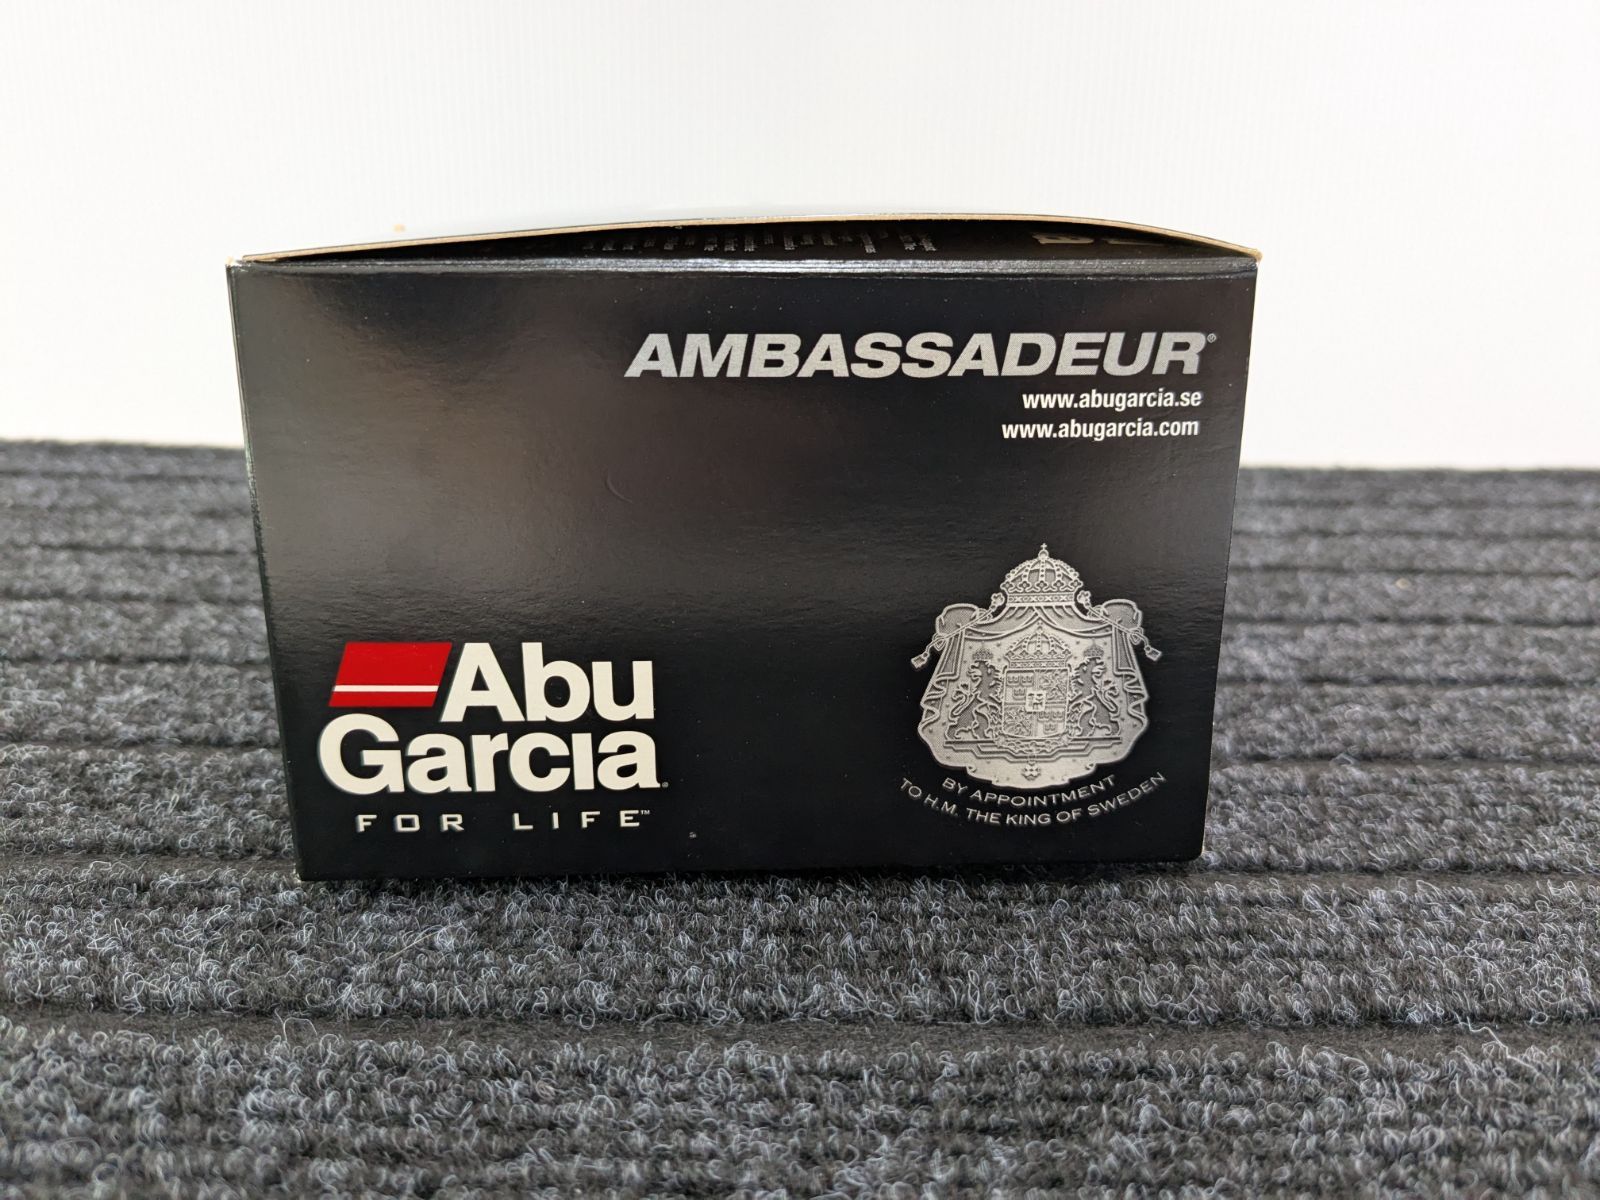 AMBASSADEUR®
www.abugarcia.se
www.abugarcia.com
Abu
Garcia®
FOR LIFE™
BY APPOINTMENT
TO H.M. THE KING OF SWEDEN